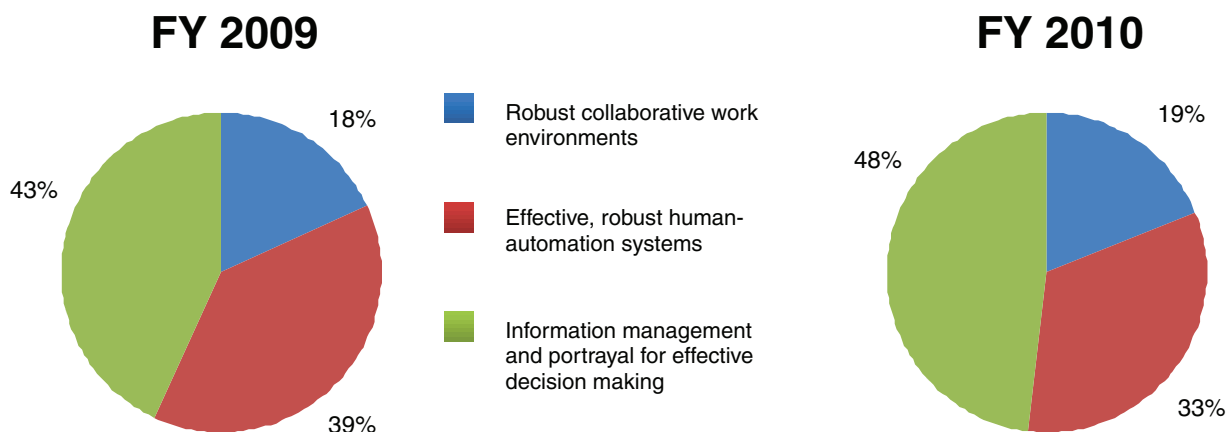 FY 2009
FY 2010
18%
43%
39%
Robust collaborative work
environments
Effective, robust human-
automation systems
Information management
and portrayal for effective
decision making
19%
48%
33%